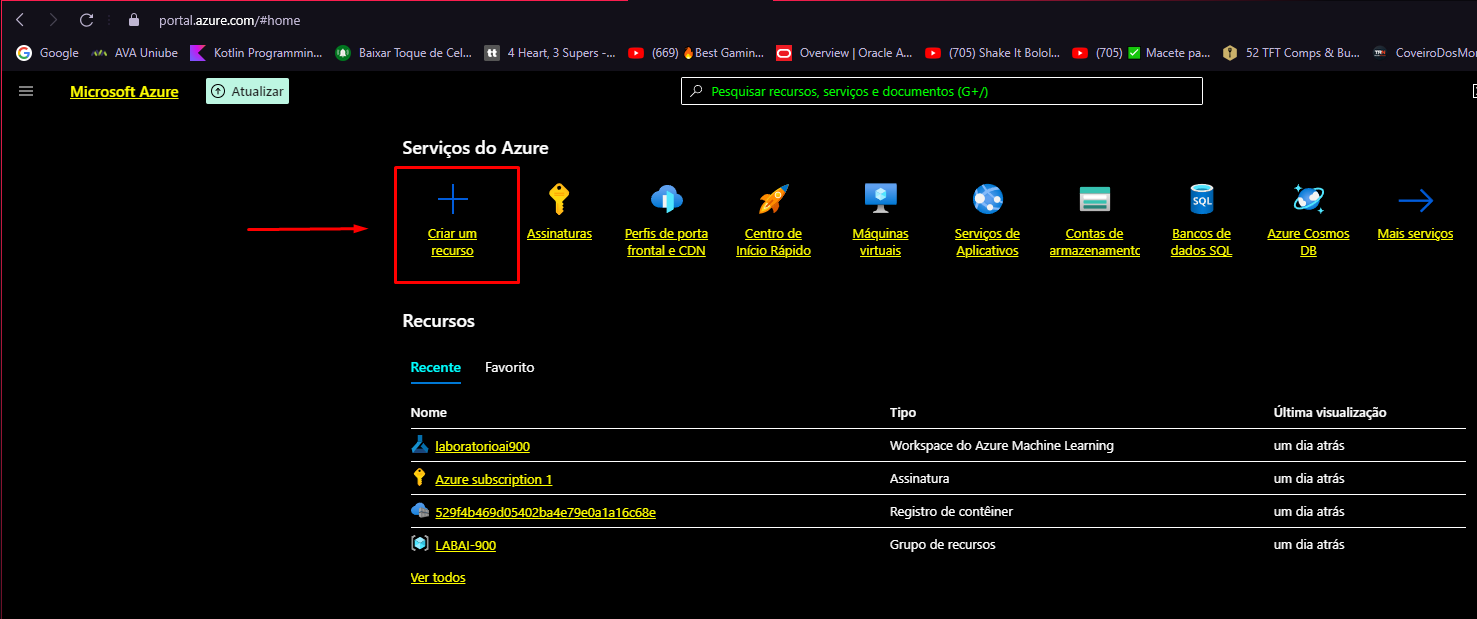 portal.azure.com/#home
Google AVA Uniube Kotlin Programmin... Baixar Toque de Cel... tt 4 Heart, 3 Supers -... (669) 🔥Best Gamin... Overview | Oracle A... (705) Shake It Bolol... (705) ✅ Macete pa... 52 TFT Comps & Bu... CoveiroDosMor
Microsoft Azure Atualizar Pesquisar recursos, serviços e documentos (G+/)
Serviços do Azure
Criar um
recurso
Assinaturas
Perfis de porta
frontal e CDN
Centro de
Início Rápido
Máquinas
virtuais
Serviços de
Aplicativos
Contas de
armazenamento
SQL
Bancos de
dados SQL
Azure Cosmos
DB
Mais serviços
Recursos
Recente Favorito
Nome Tipo Última visualização
laboratorioai900 Workspace do Azure Machine Learning um dia atrás
Azure subscription 1 Assinatura um dia atrás
529f4b469d05402ba4e79e0a1a16c68e Registro de contêiner um dia atrás
LABAI-900 Grupo de recursos um dia atrás
Ver todos